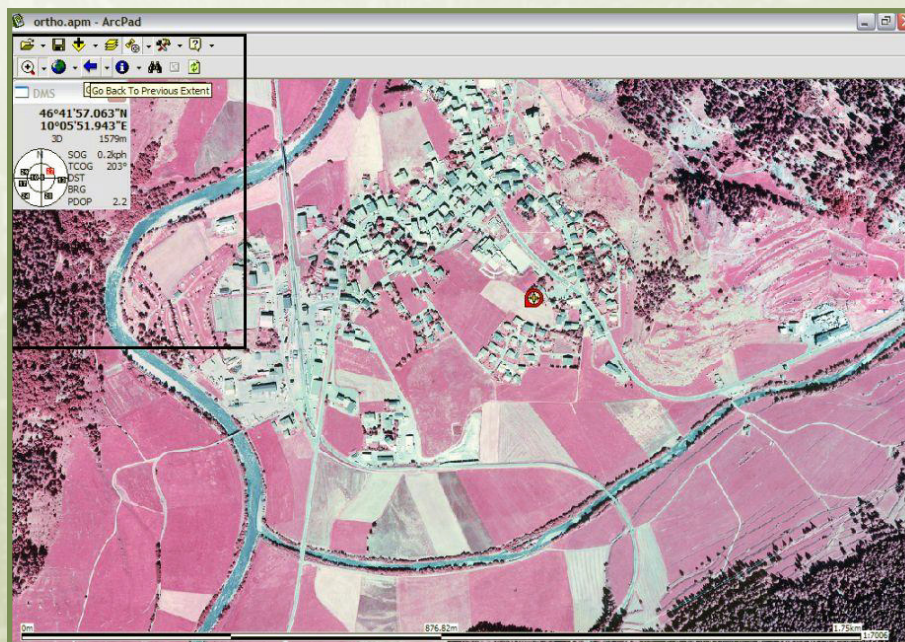 ortho.apm - ArcPad
Go Back To Previous Extent
DMS
46°41'57.063"N
10°05'51.943"E
3D 1579m
N
SOG 0.2kph
TCOG 203°
DST
BRG
PDOP 2.2
0m 876.82m 1.75km
1:7006